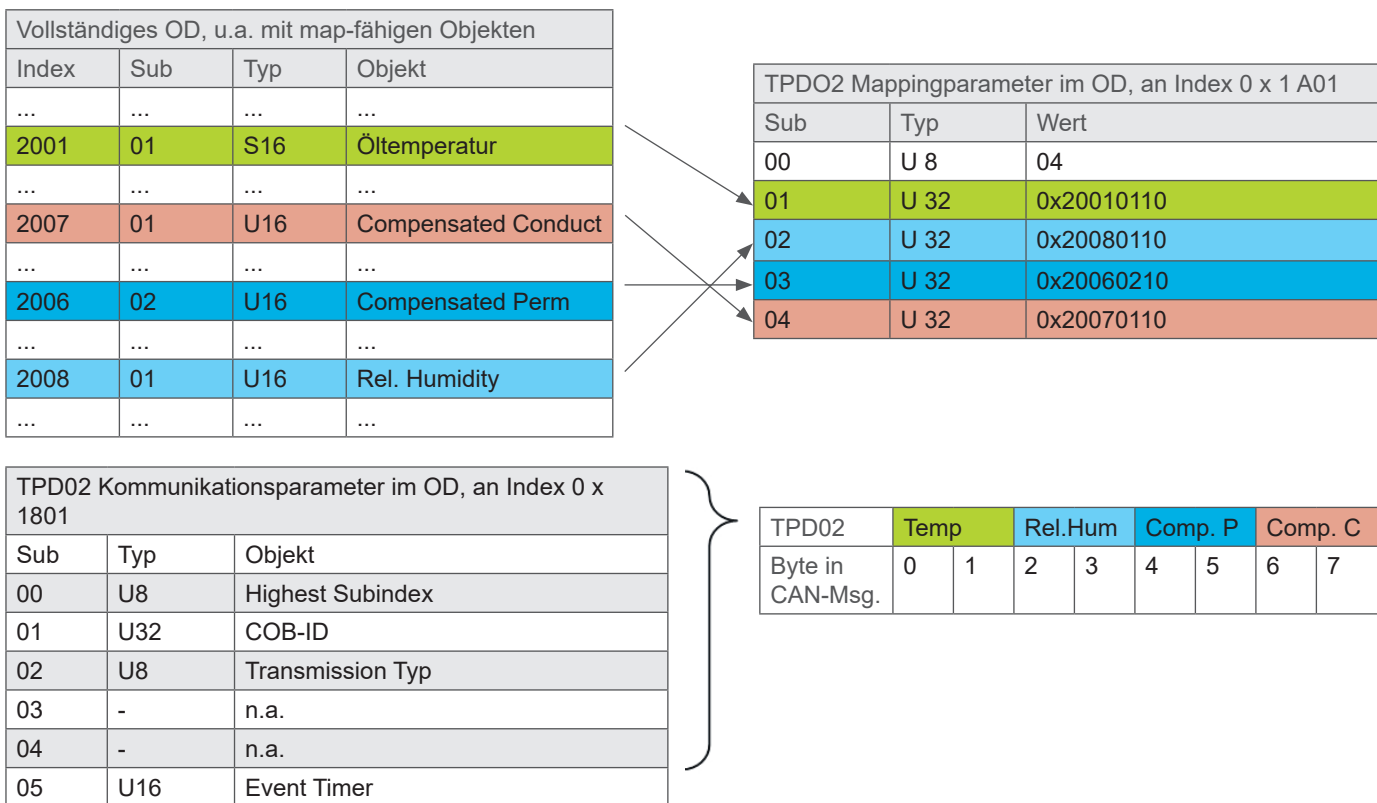 Vollständiges OD, u.a. mit map-fähigen Objekten
Index Sub Typ Objekt
... ... ... ...
2001 01 S16 Öltemperatur
... ... ... ...
2007 01 U16 Compensated Conduct
... ... ... ...
2006 02 U16 Compensated Perm
... ... ... ...
2008 01 U16 Rel. Humidity
... ... ... ...
TPDO2 Mappingparameter im OD, an Index 0 x 1 A01
Sub Typ Wert
00 U 8 04
01 U 32 0x20010110
02 U 32 0x20080110
03 U 32 0x20060210
04 U 32 0x20070110
TPD02 Kommunikationsparameter im OD, an Index 0 x
1801
Sub Typ Objekt
00 U8 Highest Subindex
01 U32 COB-ID
02 U8 Transmission Typ
03 - n.a.
04 - n.a.
05 U16 Event Timer
TPD02 Temp Rel.Hum Comp. P Comp. C
Byte in 0 1 2 3 4 5 6 7
CAN-Msg.